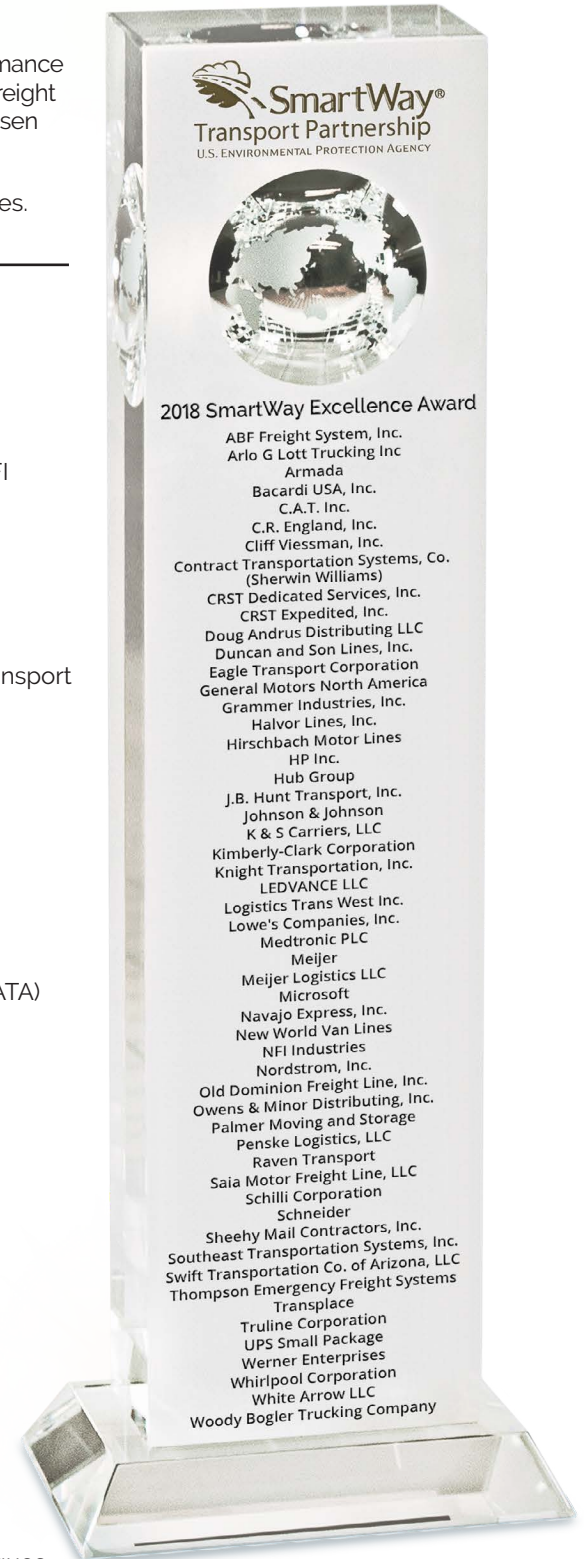 mance
reight
sen
es.
FI
nsport
ATA)
SmartWay®
Transport Partnership
U.S. ENVIRONMENTAL PROTECTION AGENCY
2018 SmartWay Excellence Award
ABF Freight System, Inc.
Arlo G Lott Trucking Inc
Armada
Bacardi USA, Inc.
C.A.T. Inc.
C.R. England, Inc.
Cliff Viessman, Inc.
Contract Transportation Systems, Co.
(Sherwin Williams)
CRST Dedicated Services, Inc.
CRST Expedited, Inc.
Doug Andrus Distributing LLC
Duncan and Son Lines, Inc.
Eagle Transport Corporation
General Motors North America
Grammer Industries, Inc.
Halvor Lines, Inc.
Hirschbach Motor Lines
HP Inc.
Hub Group
J.B. Hunt Transport, Inc.
Johnson & Johnson
K & S Carriers, LLC
Kimberly-Clark Corporation
Knight Transportation, Inc.
LEDVANCE LLC
Logistics Trans West Inc.
Lowe's Companies, Inc.
Medtronic PLC
Meijer
Meijer Logistics LLC
Microsoft
Navajo Express, Inc.
New World Van Lines
NFI Industries
Nordstrom, Inc.
Old Dominion Freight Line, Inc.
Owens & Minor Distributing, Inc.
Palmer Moving and Storage
Penske Logistics, LLC
Raven Transport
Saia Motor Freight Line, LLC
Schilli Corporation
Schneider
Sheehy Mail Contractors, Inc.
Southeast Transportation Systems, Inc.
Swift Transportation Co. of Arizona, LLC
Thompson Emergency Freight Systems
Transplace
Truline Corporation
UPS Small Package
Werner Enterprises
Whirlpool Corporation
White Arrow LLC
Woody Bogler Trucking Company